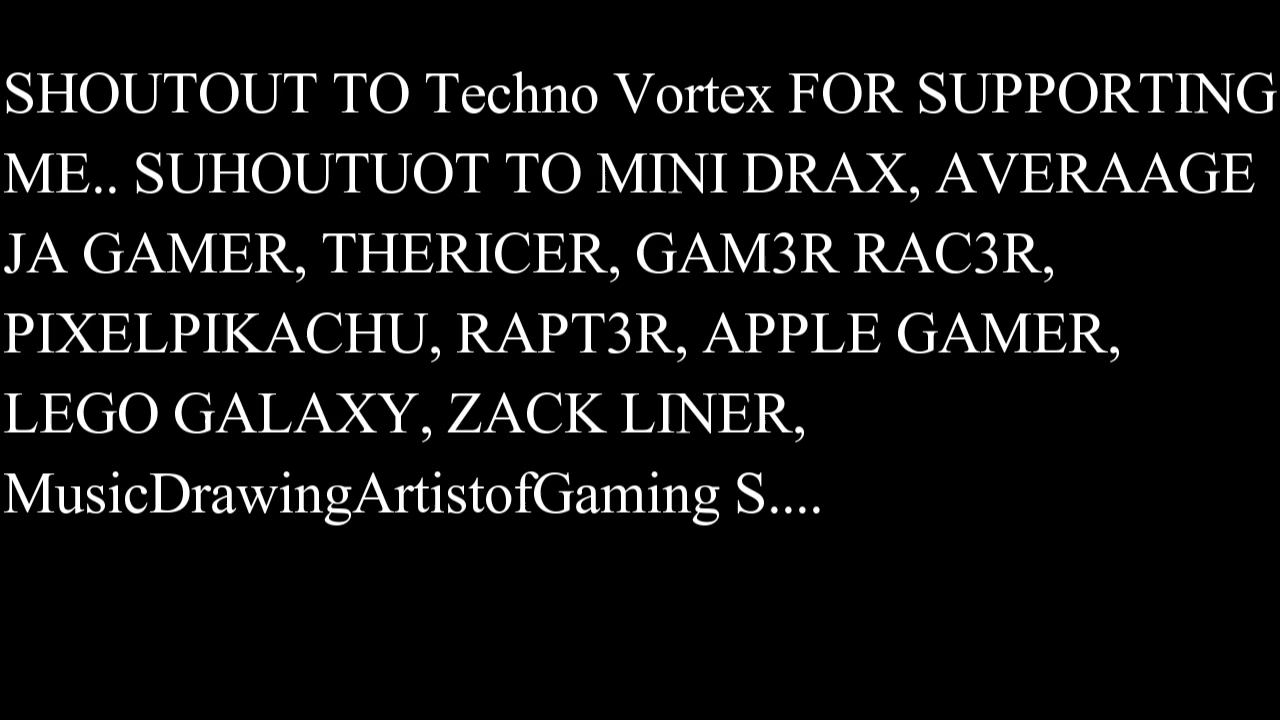 SHOUTOUT TO Techno Vortex FOR SUPPORTING
ME.. SUHOUTUOT TO MINI DRAX, AVERAAGE
JA GAMER, THERICER, GAM3R RAC3R,
PIXELPIKACHU, RAPT3R, APPLE GAMER,
LEGO GALAXY, ZACK LINER,
MusicDrawingArtistofGaming S....